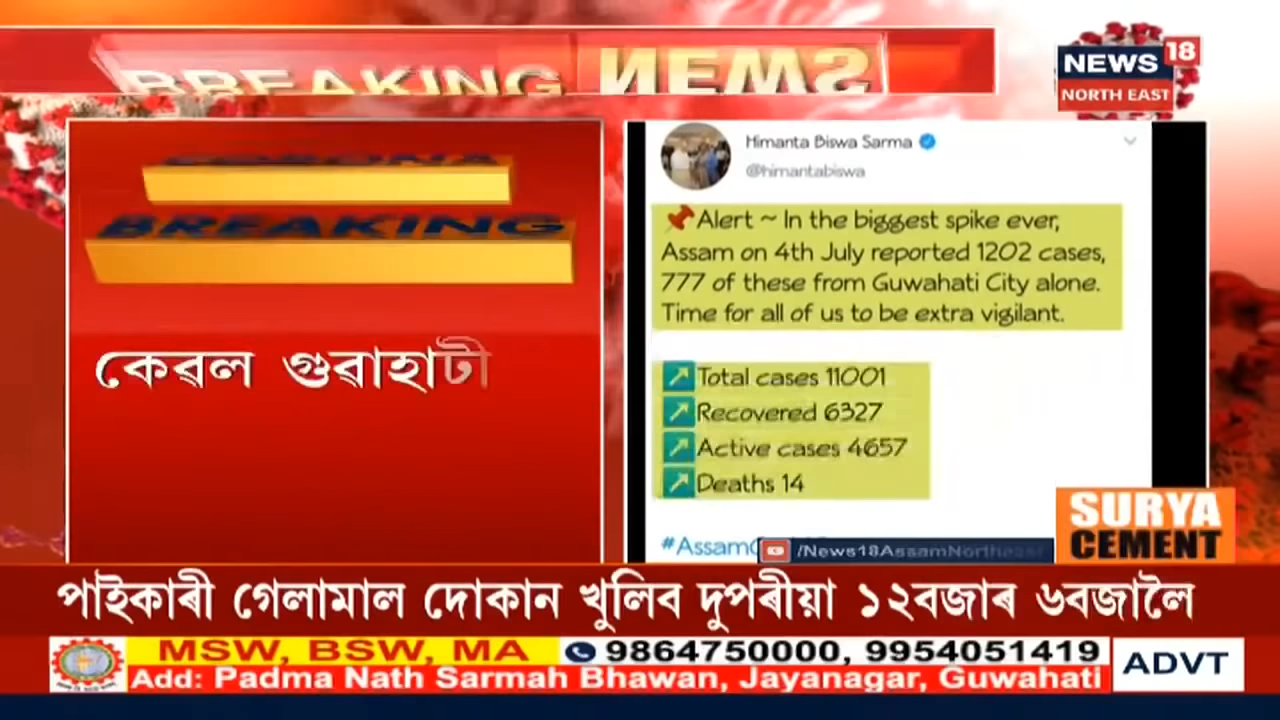 BREAKING NEWS
NEWS 18
NORTH EAST
CORONA
BREAKING
কেৱল গুৱাহাটী
Himanta Biswa Sarma
@himantabiswa
Alert ~ In the biggest spike ever,
Assam on 4th July reported 1202 cases,
777 of these from Guwahati City alone.
Time for all of us to be extra vigilant.
Total cases 11001
Recovered 6327
Active cases 4657
Deaths 14
/News18AssamNortheast
SURYA
CEMENT
পাইকাৰী গেলামাল দোকান খুলিব দুপৰীয়া ১২বজাৰ ৬বজালৈ
MSW, BSW, MA 9864750000, 9954051419
Add: Padma Nath Sarmah Bhawan, Jayanagar, Guwahati
ADVT